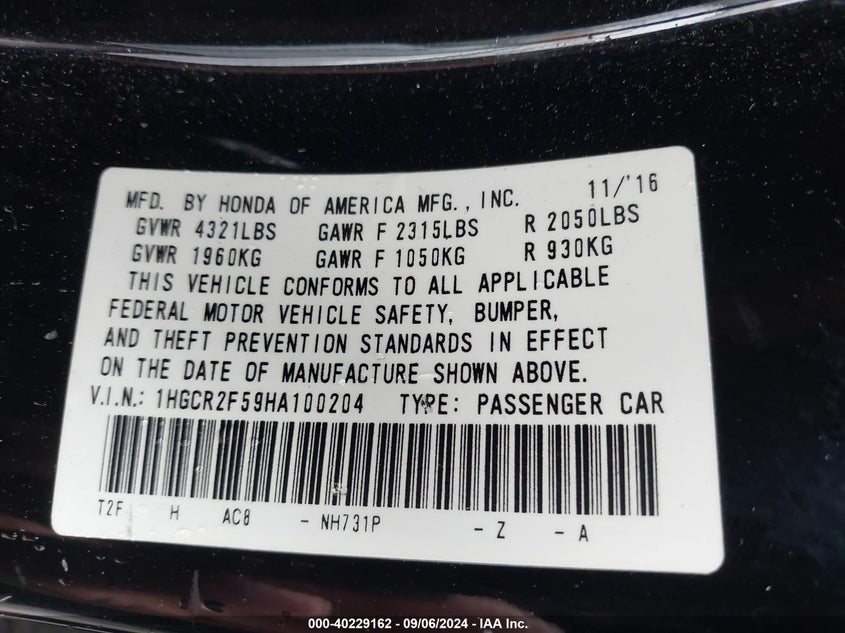 MFD. BY HONDA OF AMERICA MFG., INC. 11/'16
GVWR 4321LBS GAWR F 2315LBS R 2050LBS
GVWR 1960KG GAWR F 1050KG R 930KG
THIS VEHICLE CONFORMS TO ALL APPLICABLE
FEDERAL MOTOR VEHICLE SAFETY, BUMPER,
AND THEFT PREVENTION STANDARDS IN EFFECT
ON THE DATE OF MANUFACTURE SHOWN ABOVE.
V.I.N.: 1HGCR2F59HA100204 TYPE: PASSENGER CAR
T2F H AC8 - NH731P - Z - A
000-40229162 - 09/06/2024 - IAA Inc.